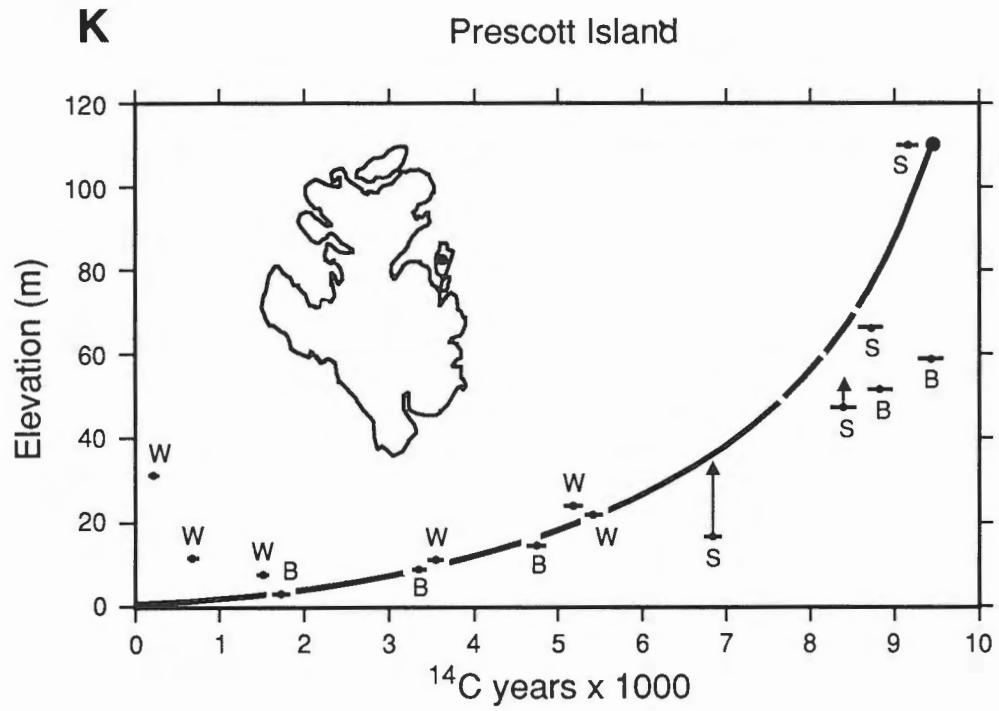 K Prescott Island
120
100
80
60
40
20
0
Elevation (m)
S
S
B
S
B
W
W
W
W
B
W
W
B
B
S
0 1 2 3 4 5 6 7 8 9 10
¹⁴C years x 1000